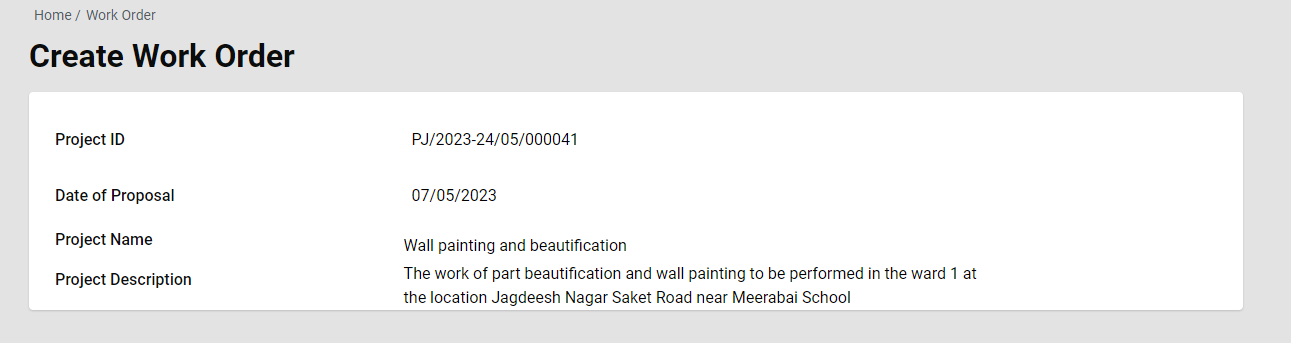 Home / Work Order
Create Work Order
Project ID PJ/2023-24/05/000041
Date of Proposal 07/05/2023
Project Name Wall painting and beautification
Project Description The work of part beautification and wall painting to be performed in the ward 1 at
the location Jagdeesh Nagar Saket Road near Meerabai School